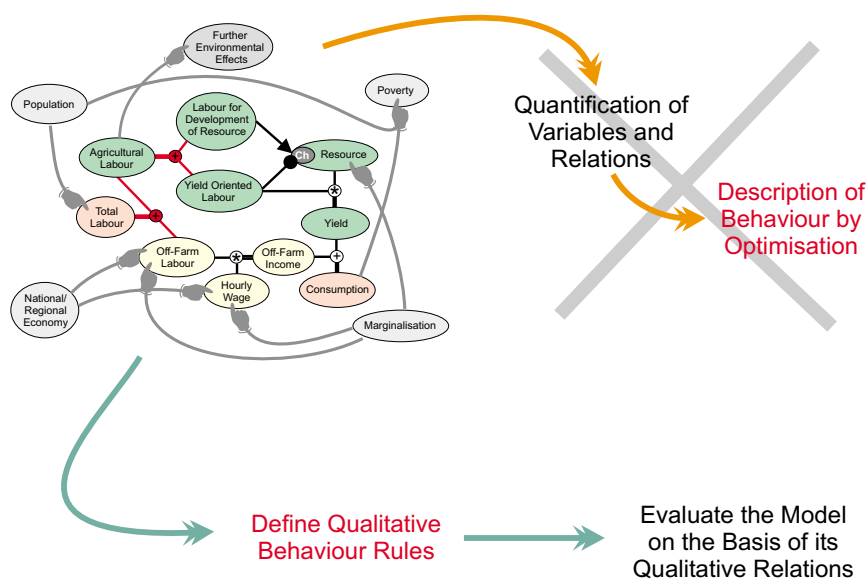 Further
Environmental
Effects
Population
Poverty
Labour for
Development
of Resource
Agricultural
Labour
+
Ch
Resource
Yield Oriented
Labour
*
Total
Labour
+
Yield
Off-Farm
Labour
*
Off-Farm
Income
+
Hourly
Wage
Consumption
National/
Regional
Economy
Marginalisation
Quantification of
Variables and
Relations
Description of
Behaviour by
Optimisation
Define Qualitative
Behaviour Rules
Evaluate the Model
on the Basis of its
Qualitative Relations